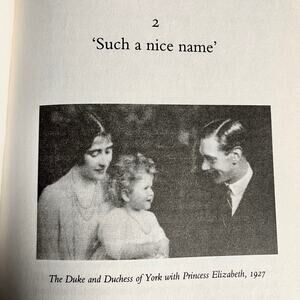 2
‘Such a nice name’
The Duke and Duchess of York with Princess Elizabeth, 1927